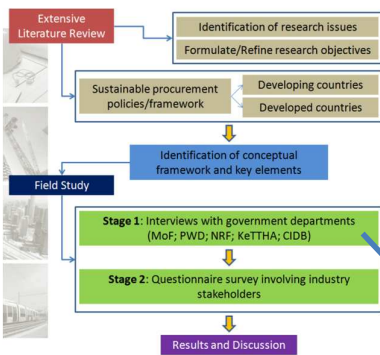 Extensive
Literature Review
Identification of research issues
Formulate/Refine research objectives
Sustainable procurement
policies/framework
Developing countries
Developed countries
Identification of conceptual
framework and key elements
Field Study
Stage 1: Interviews with government departments
(MoF; PWD; NRF; KeTTHA; CIDB)
Stage 2: Questionnaire survey involving industry
stakeholders
Results and Discussion